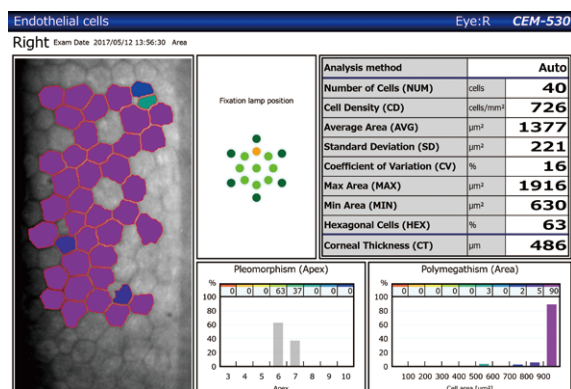 Endothelial cells Eye:R CEM-530
Right Exam Date 2017/05/12 13:56:30 Area
Fixation lamp position
Analysis method Auto
Number of Cells (NUM) cells 40
Cell Density (CD) cells/mm² 726
Average Area (AVG) µm² 1377
Standard Deviation (SD) µm² 221
Coefficient of Variation (CV) % 16
Max Area (MAX) µm² 1916
Min Area (MIN) µm² 630
Hexagonal Cells (HEX) % 63
Corneal Thickness (CT) µm 486
Pleomorphism (Apex)
%
0 0 0 63 37 0 0 0
100
80
60
40
20
0
3 4 5 6 7 8 9 10
Apex
Polymegathism (Area)
%
0 0 0 0 0 3 0 2 5 90
100
80
60
40
20
0
100 200 300 400 500 600 700 800 900
Cell area [µm²]